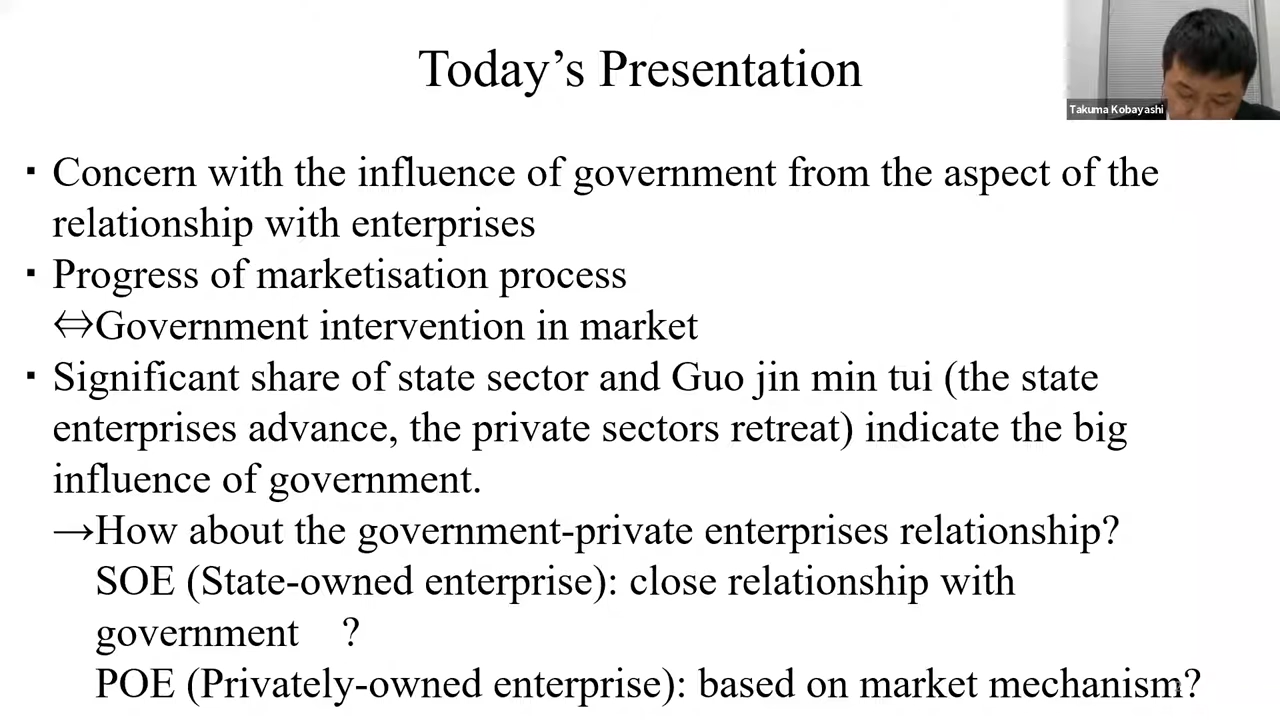 Today's Presentation
Takuma Kobayashi
▪ Concern with the influence of government from the aspect of the
relationship with enterprises
▪ Progress of marketisation process
⇔Government intervention in market
▪ Significant share of state sector and Guo jin min tui (the state
enterprises advance, the private sectors retreat) indicate the big
influence of government.
→How about the government-private enterprises relationship?
SOE (State-owned enterprise): close relationship with
government ?
POE (Privately-owned enterprise): based on market mechanism?